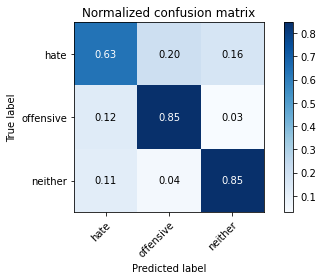 Normalized confusion matrix
True label
hate 0.63 0.20 0.16
offensive 0.12 0.85 0.03
neither 0.11 0.04 0.85
hate offensive neither
Predicted label
0.8
0.7
0.6
0.5
0.4
0.3
0.2
0.1